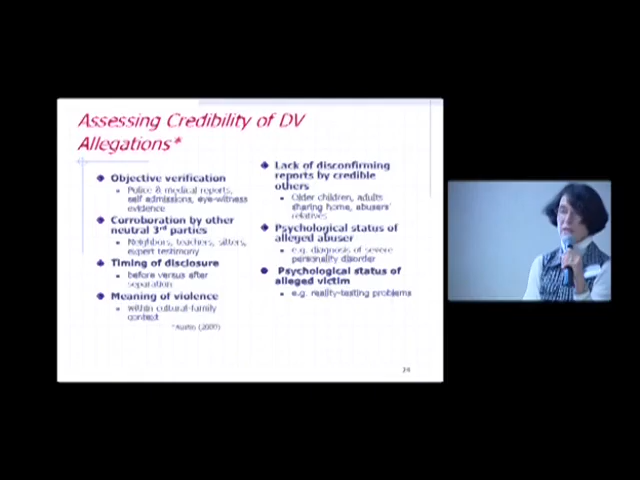 Assessing Credibility of DV
Allegations*
Objective verification
Police & medical reports,
self admissions, eye-witness
evidence
Corroboration by other
neutral 3rd parties
Neighbors, teachers, sitters,
expert testimony
Timing of disclosure
before versus after
separation
Meaning of violence
within cultural-family
context
*Austin (2000)
Lack of disconfirming
reports by credible
others
Older children, adults
sharing home, abusers'
relatives
Psychological status of
alleged abuser
e.g. diagnosis of severe
personality disorder
Psychological status of
alleged victim
e.g. reality-testing problems